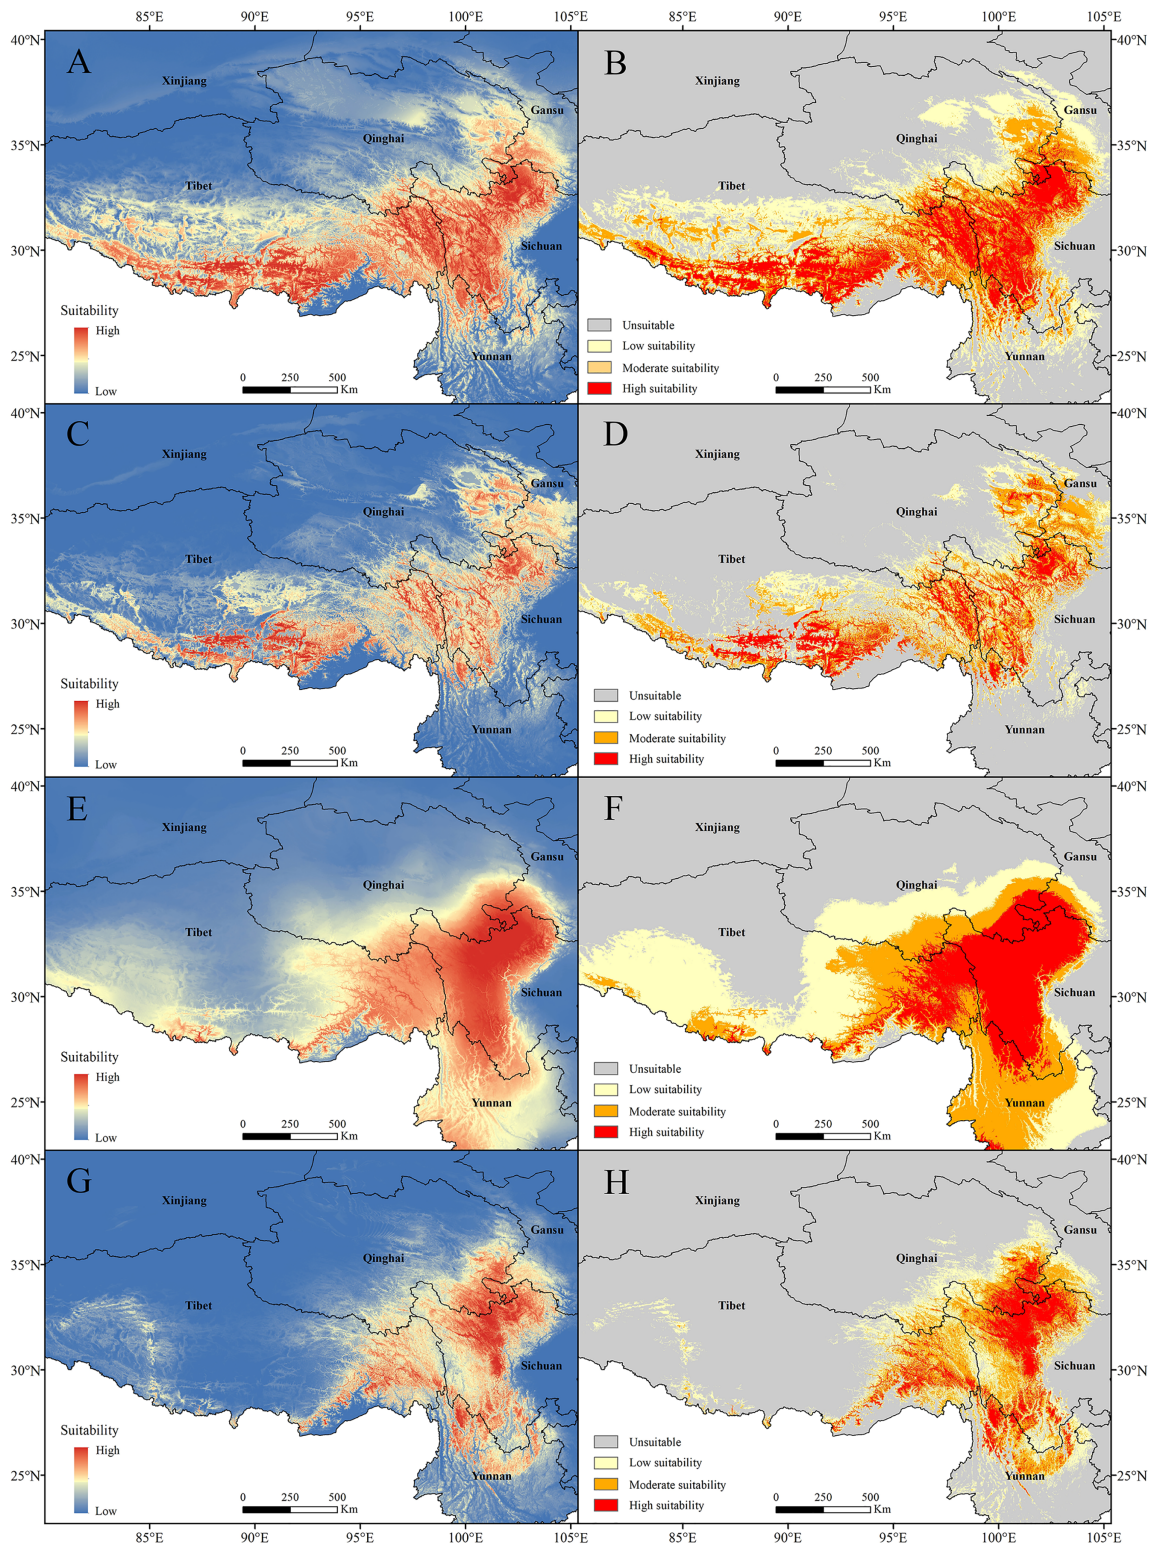 85°E 90°E 95°E 100°E 105°E 85°E 90°E 95°E 100°E 105°E
40°N A Xinjiang B Xinjiang 40°N
Gansu Gansu
35°N Qinghai Qinghai 35°N
Tibet Tibet
30°N Sichuan Sichuan 30°N
Suitability
High Unsuitable
Low suitability
25°N Yunnan Yunnan 25°N
Moderate suitability
Low 0 250 500 Km High suitability 0 250 500 Km
40°N C Xinjiang D Xinjiang 40°N
Gansu Gansu
35°N Qinghai Qinghai 35°N
Tibet Tibet
30°N Sichuan Sichuan 30°N
Suitability
High Unsuitable
Low suitability
25°N Yunnan Yunnan 25°N
Moderate suitability
Low 0 250 500 Km High suitability 0 250 500 Km
40°N E Xinjiang F Xinjiang 40°N
Gansu Gansu
35°N Qinghai Qinghai 35°N
Tibet Tibet
30°N Sichuan Sichuan 30°N
Suitability
High Unsuitable
Low suitability
25°N Yunnan Yunnan 25°N
Moderate suitability
Low 0 250 500 Km High suitability 0 250 500 Km
40°N G Xinjiang H Xinjiang 40°N
Gansu Gansu
35°N Qinghai Qinghai 35°N
Tibet Tibet
30°N Sichuan Sichuan 30°N
Suitability
High Unsuitable
Low suitability
25°N Yunnan Yunnan 25°N
Moderate suitability
Low 0 250 500 Km High suitability 0 250 500 Km
85°E 90°E 95°E 100°E 105°E 85°E 90°E 95°E 100°E 105°E